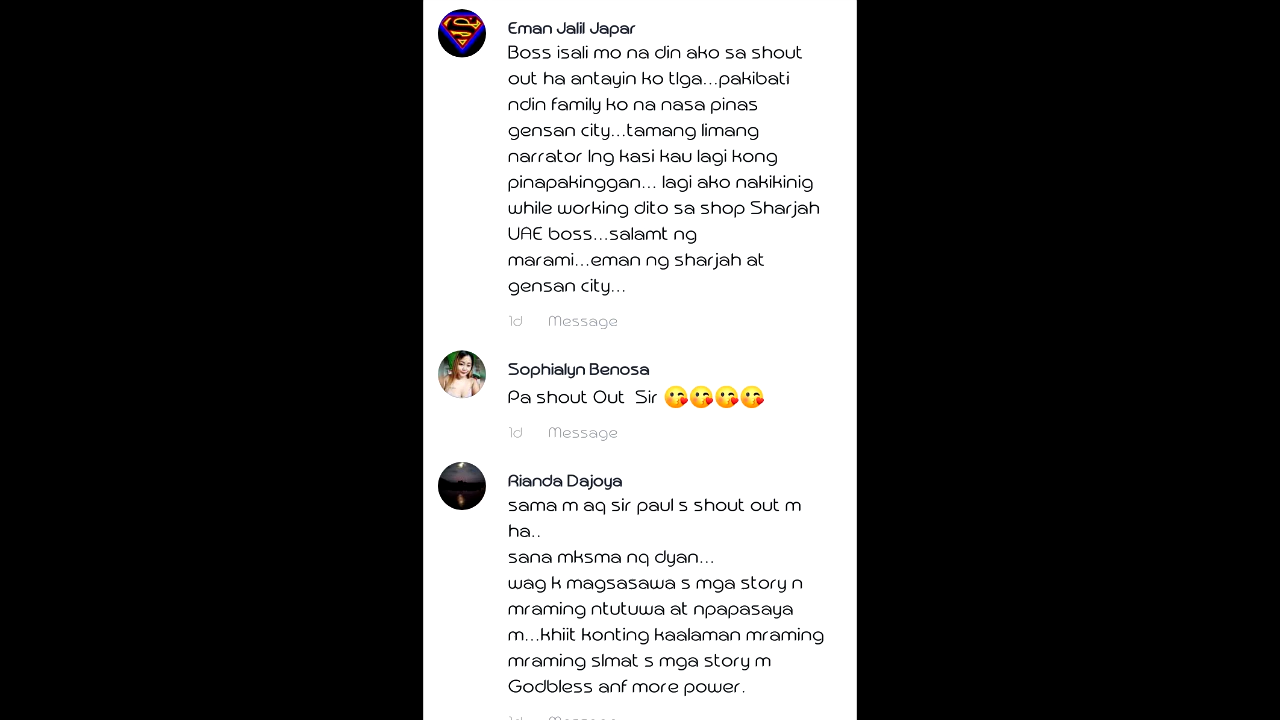 Eman Jalil Japar
Boss isali mo na din ako sa shout
out ha antayin ko tlga...pakibati
ndin family ko na nasa pinas
gensan city...tamang limang
narrator lng kasi kau lagi kong
pinapakinggan... lagi ako nakikinig
while working dito sa shop Sharjah
UAE boss...salamt ng
marami...eman ng sharjah at
gensan city...
1d Message
Sophialyn Benosa
Pa shout Out Sir 😘😘😘😘
1d Message
Rianda Dajoya
sama m aq sir paul s shout out m
ha..
sana mksma nq dyan...
wag k magsasawa s mga story n
mraming ntutuwa at npapasaya
m...khiit konting kaalaman mraming
mraming slmat s mga story m
Godbless anf more power.
1d Message